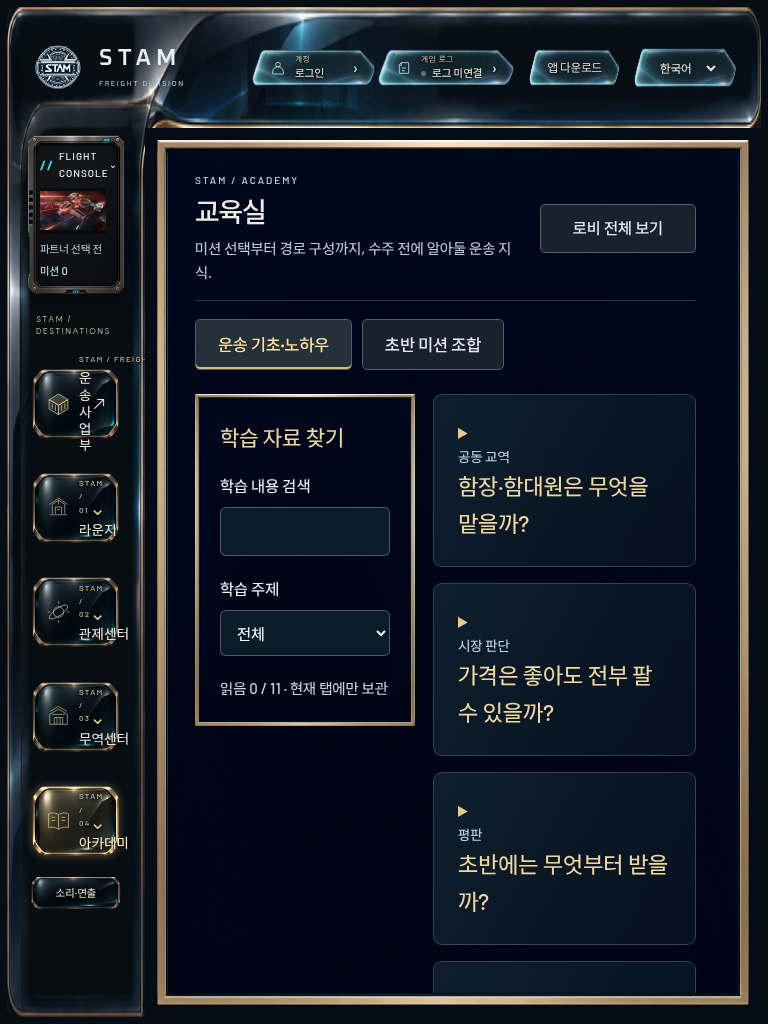 STAM
STAM
FREIGHT DIVISION
계정
로그인
게임 로그
로그 미연결
앱 다운로드
한국어
// FLIGHT
CONSOLE
파트너 선택 전
미션 0
STAM /
DESTINATIONS
STAM / FREIG
운
송
사
업
부
STAM
/
01
라운지
STAM
/
02
관제센터
STAM
/
03
무역센터
STAM
/
04
아카데미
소리·연출
STAM / ACADEMY
교육실
미션 선택부터 경로 구성까지, 수주 전에 알아둘 운송 지
식.
로비 전체 보기
운송 기초·노하우
초반 미션 조합
학습 자료 찾기
학습 내용 검색
학습 주제
전체
읽음 0 / 11 · 현재 탭에만 보관
공동 교역
함장·함대원은 무엇을
맡을까?
시장 판단
가격은 좋아도 전부 팔
수 있을까?
평판
초반에는 무엇부터 받을
까?